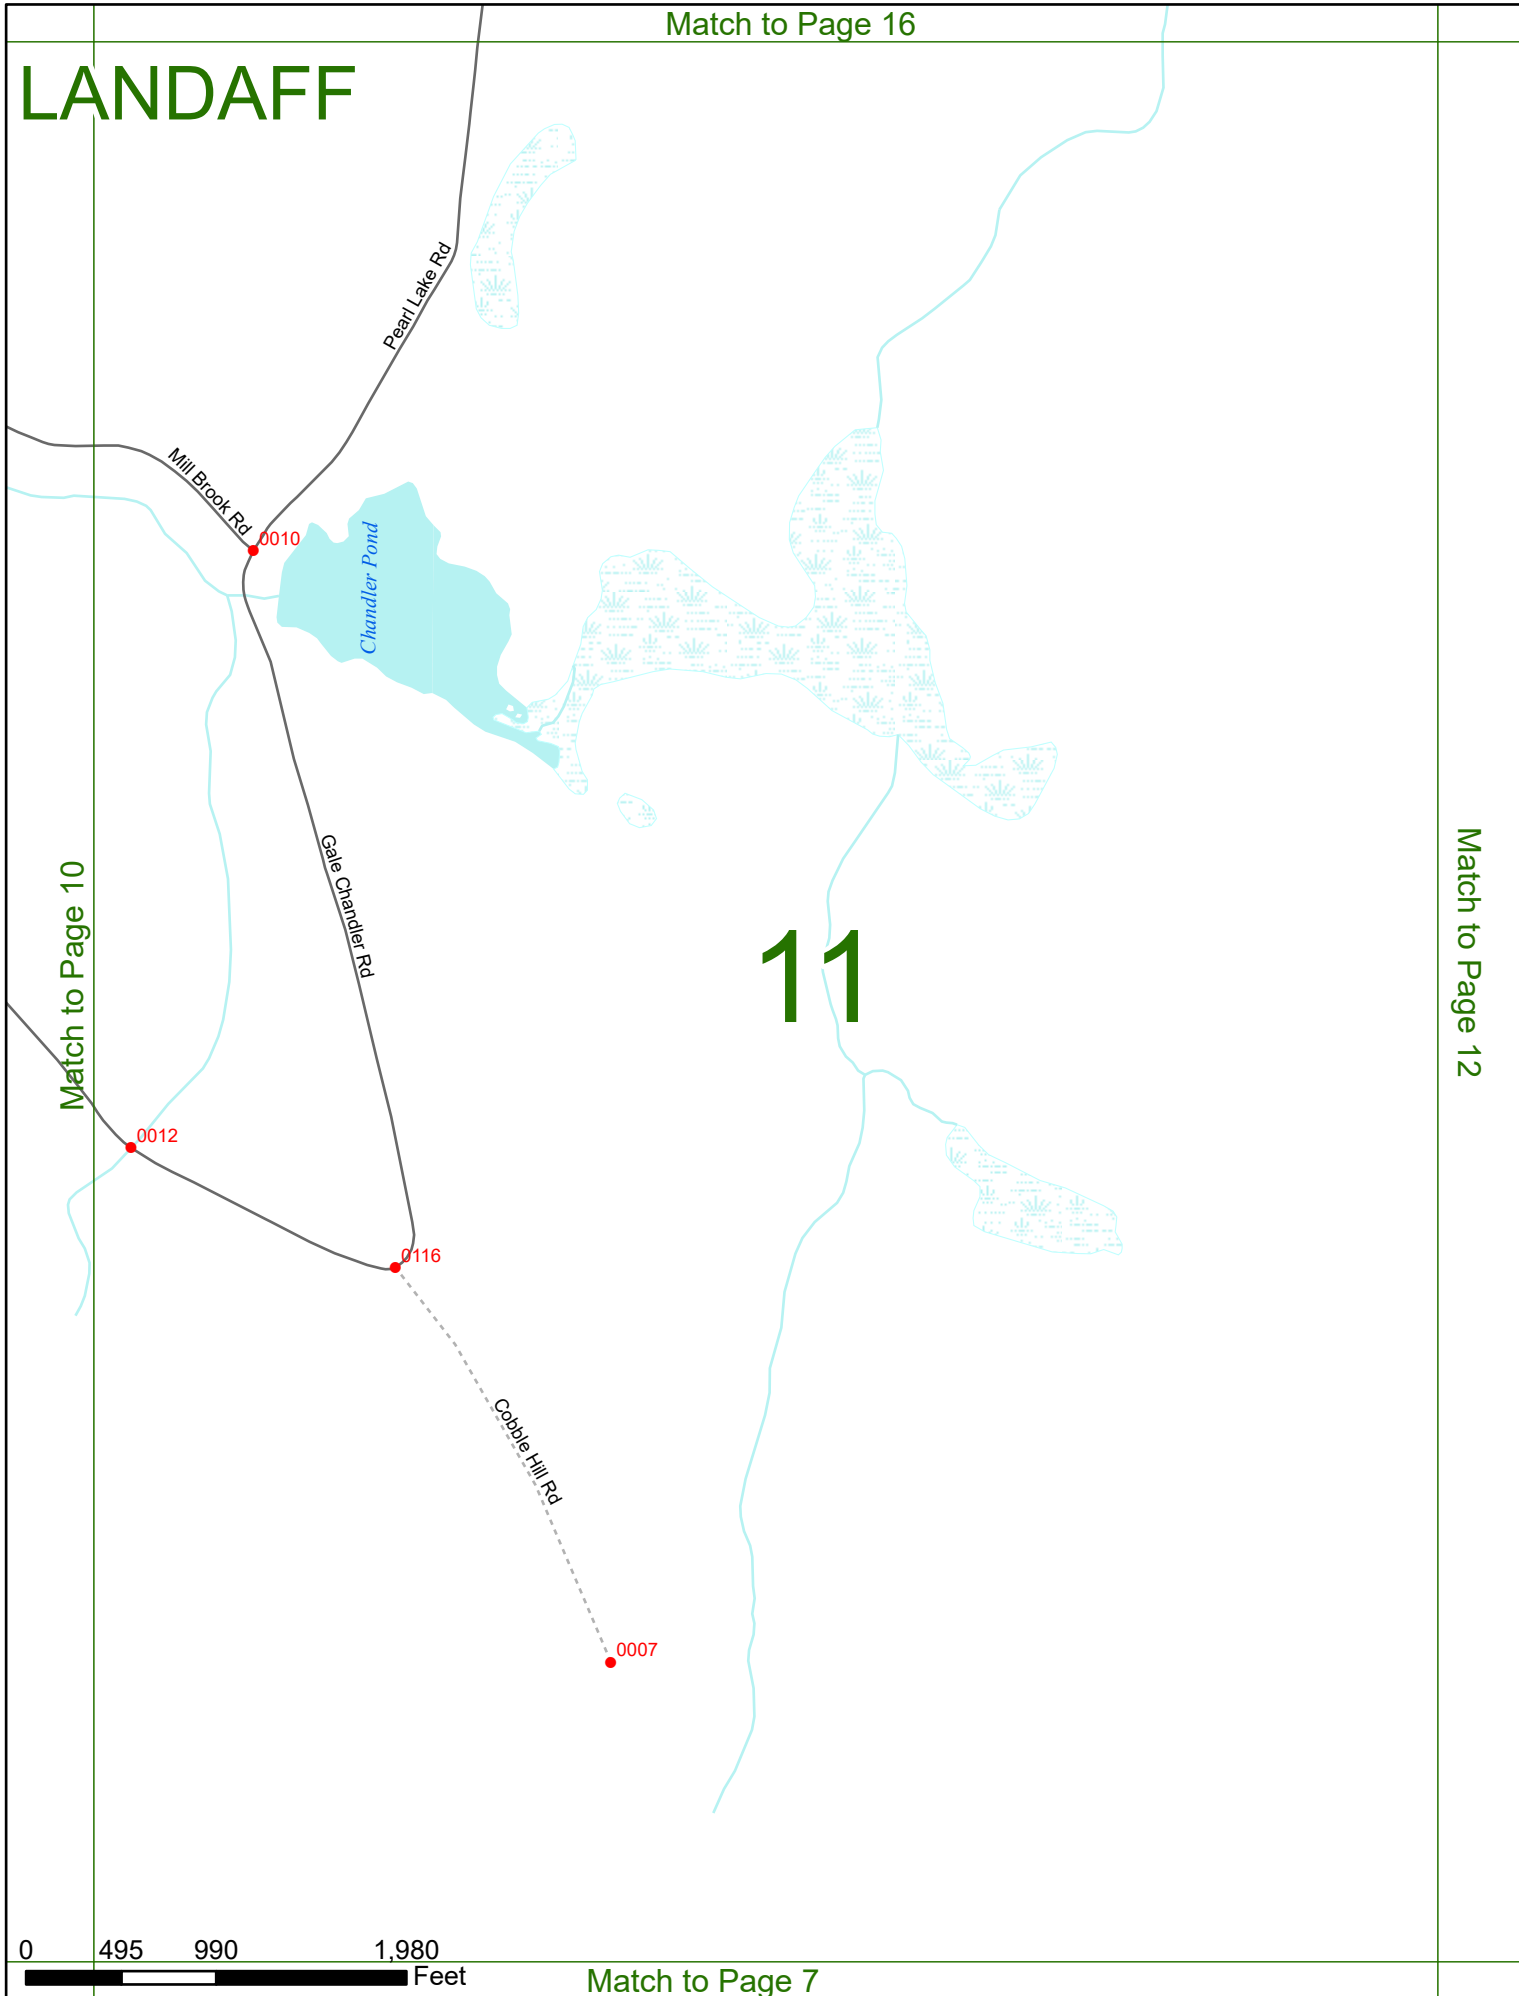 Match to Page 16
LANDAFF
Pearl Lake Rd
Mill Brook Rd
0010
Chandler Pond
Gale Chandler Rd
Match to Page 10
11
Match to Page 12
0012
0116
Cobble Hill Rd
0007
0 495 990 1,980
Feet
Match to Page 7